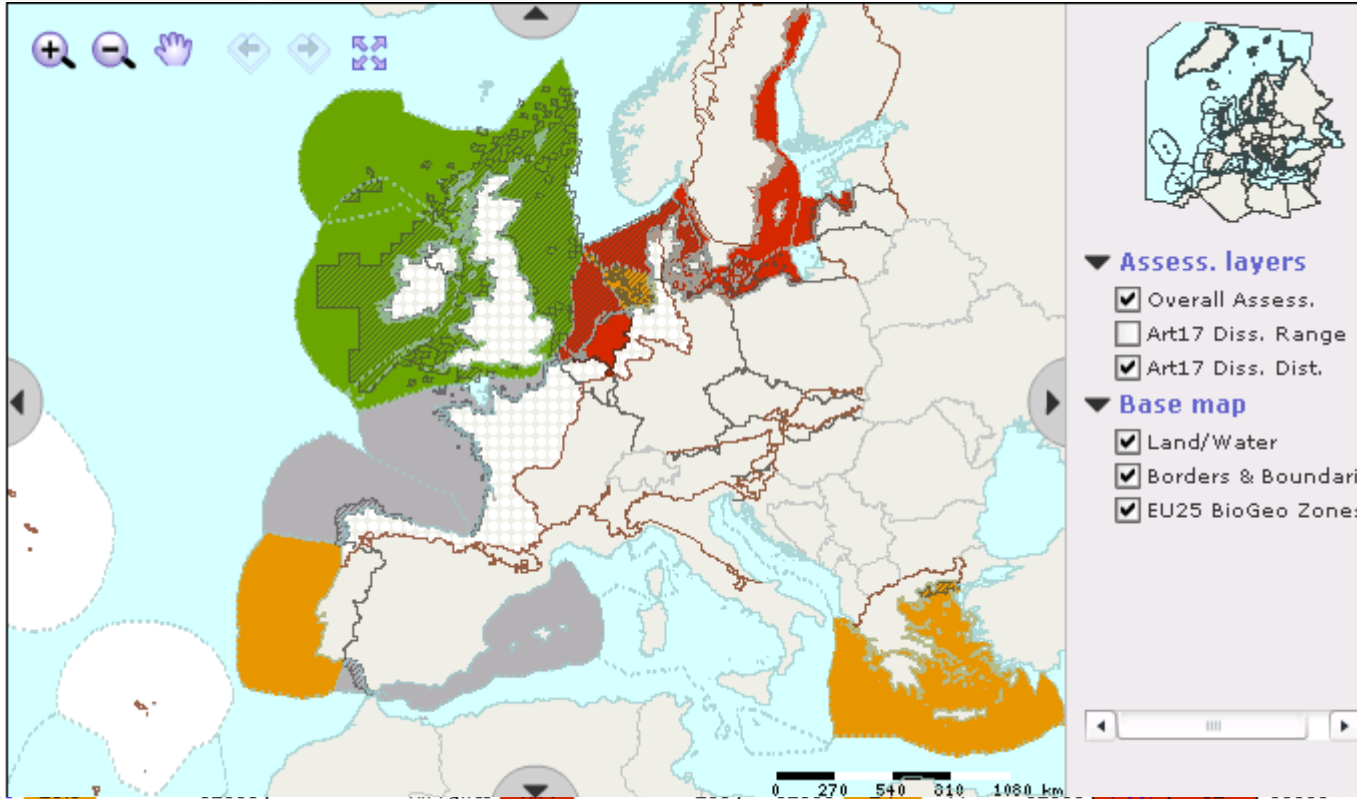 Assess. layers
Overall Assess.
Art17 Diss. Range
Art17 Diss. Dist.
Base map
Land/Water
Borders & Boundari
EU25 BioGeo Zones
0 270 540 810 1080 km